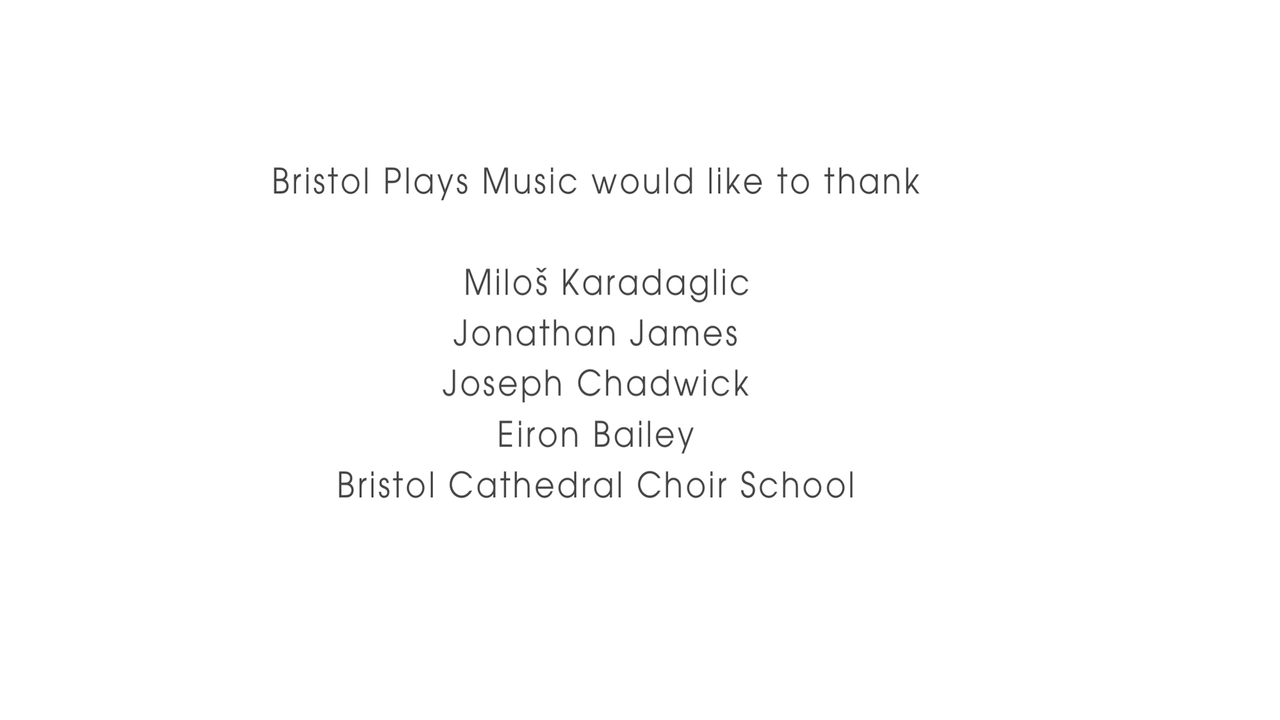 Bristol Plays Music would like to thank
Miloš Karadaglic
Jonathan James
Joseph Chadwick
Eiron Bailey
Bristol Cathedral Choir School